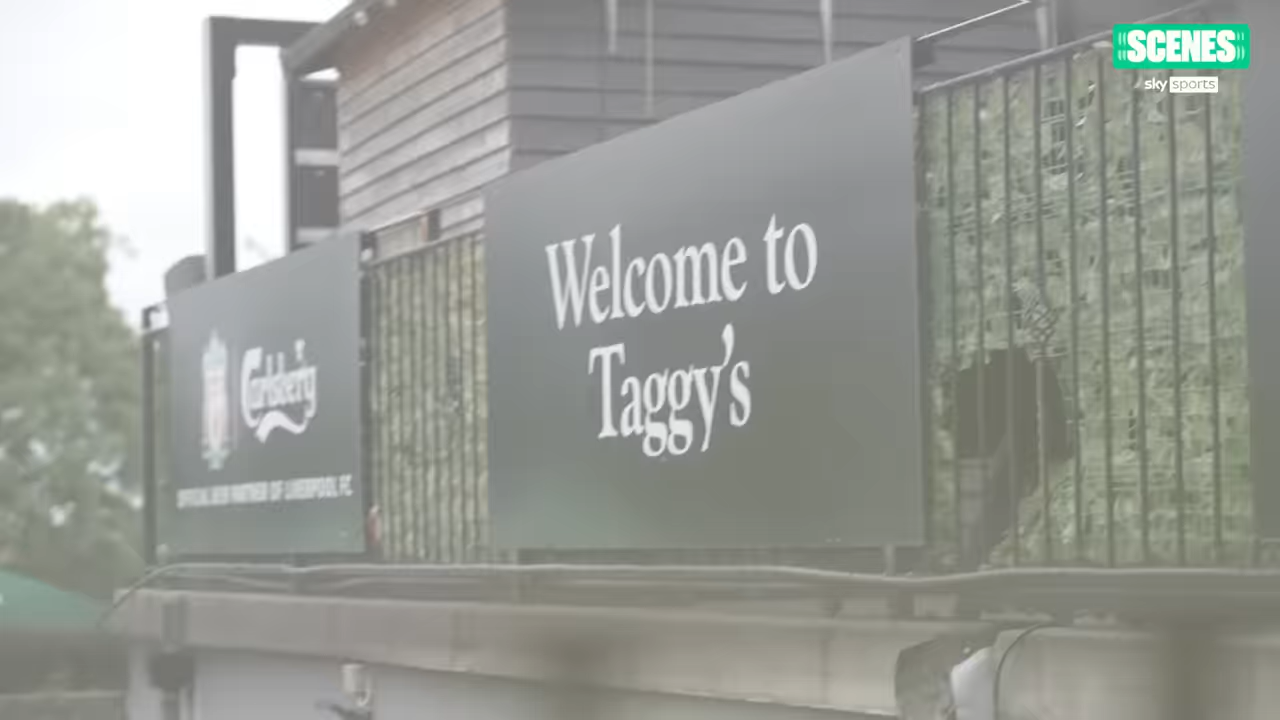 SCENES
sky sports
Welcome to
Taggy's
Carlsberg
OFFICIAL BEER PARTNER OF LIVERPOOL FC